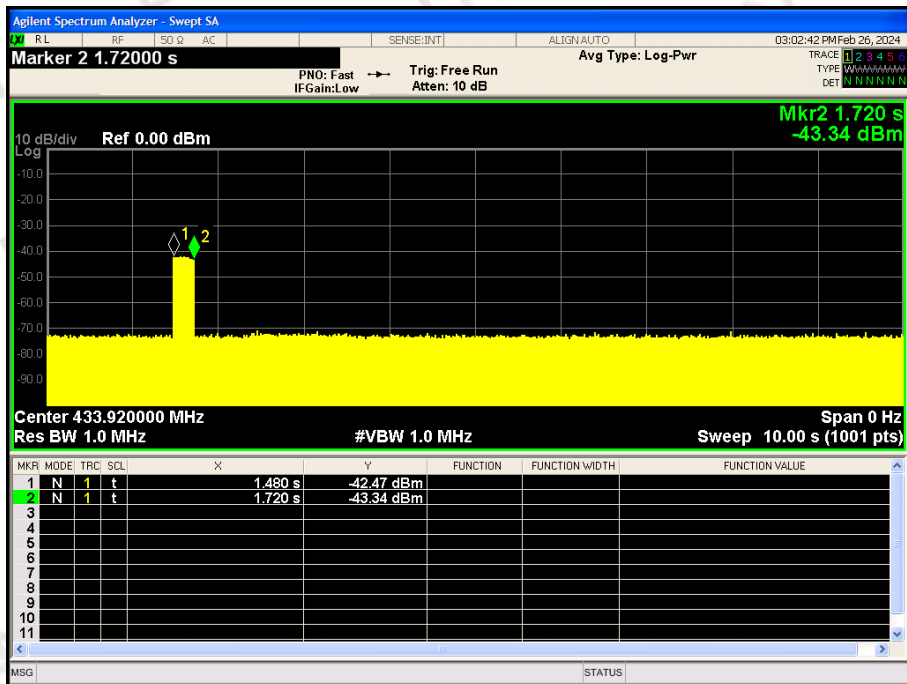 Agilent Spectrum Analyzer - Swept SA
LXI RL RF 50 Ω AC SENSE:INT ALIGN AUTO 03:02:42 PM Feb 26, 2024
Marker 2 1.72000 s Avg Type: Log-Pwr TRACE 1 2 3 4 5 6
PNO: Fast Trig: Free Run TYPE WWWWWW
IFGain:Low Atten: 10 dB DET N N N N N N
Mkr2 1.720 s
10 dB/div Ref 0.00 dBm -43.34 dBm
Log
-10.0
-20.0
-30.0
1 2
-40.0
-50.0
-60.0
-70.0
-80.0
-90.0
Center 433.920000 MHz Span 0 Hz
Res BW 1.0 MHz #VBW 1.0 MHz Sweep 10.00 s (1001 pts)
MKR MODE TRC SCL X Y FUNCTION FUNCTION WIDTH FUNCTION VALUE
1 N 1 t 1.480 s -42.47 dBm
2 N 1 t 1.720 s -43.34 dBm
3
4
5
6
7
8
9
10
11
MSG STATUS